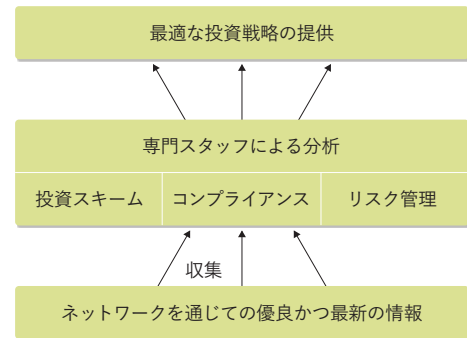 最適な投資戦略の提供
専門スタッフによる分析
投資スキーム
コンプライアンス
リスク管理
収集
ネットワークを通じての優良かつ最新の情報